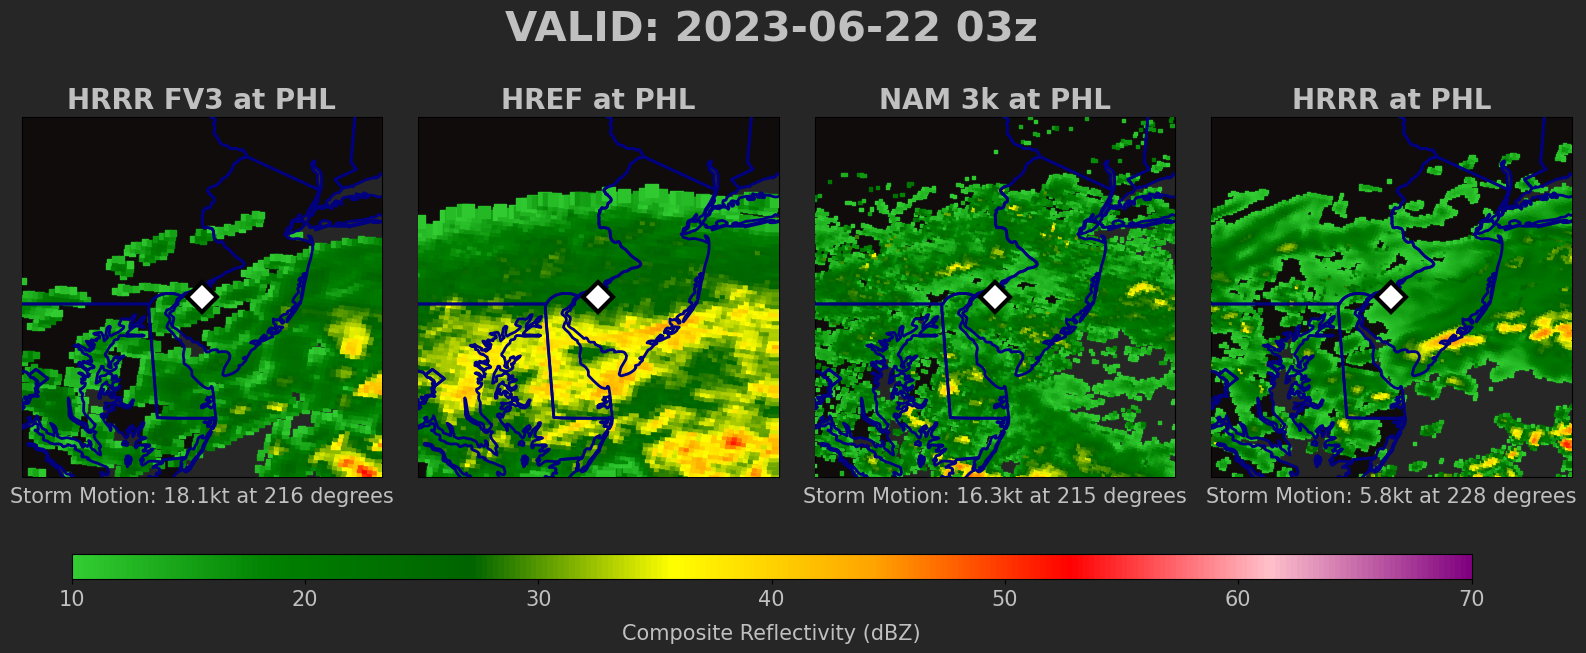 VALID: 2023-06-22 03z
HRRR FV3 at PHL
HREF at PHL
NAM 3k at PHL
HRRR at PHL
Storm Motion: 18.1kt at 216 degrees
Storm Motion: 16.3kt at 215 degrees
Storm Motion: 5.8kt at 228 degrees
10 20 30 40 50 60 70
Composite Reflectivity (dBZ)